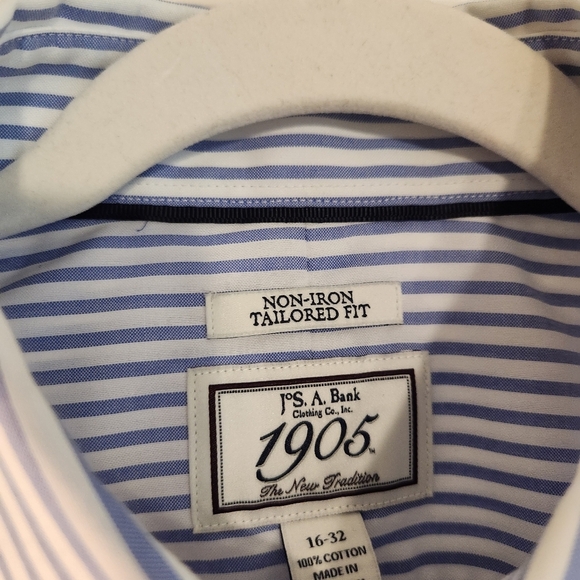 NON-IRON
TAILORED FIT
JoS. A. Bank
Clothing Co., Inc.
1905 TM
The New Tradition
16-32
100% COTTON
MADE IN